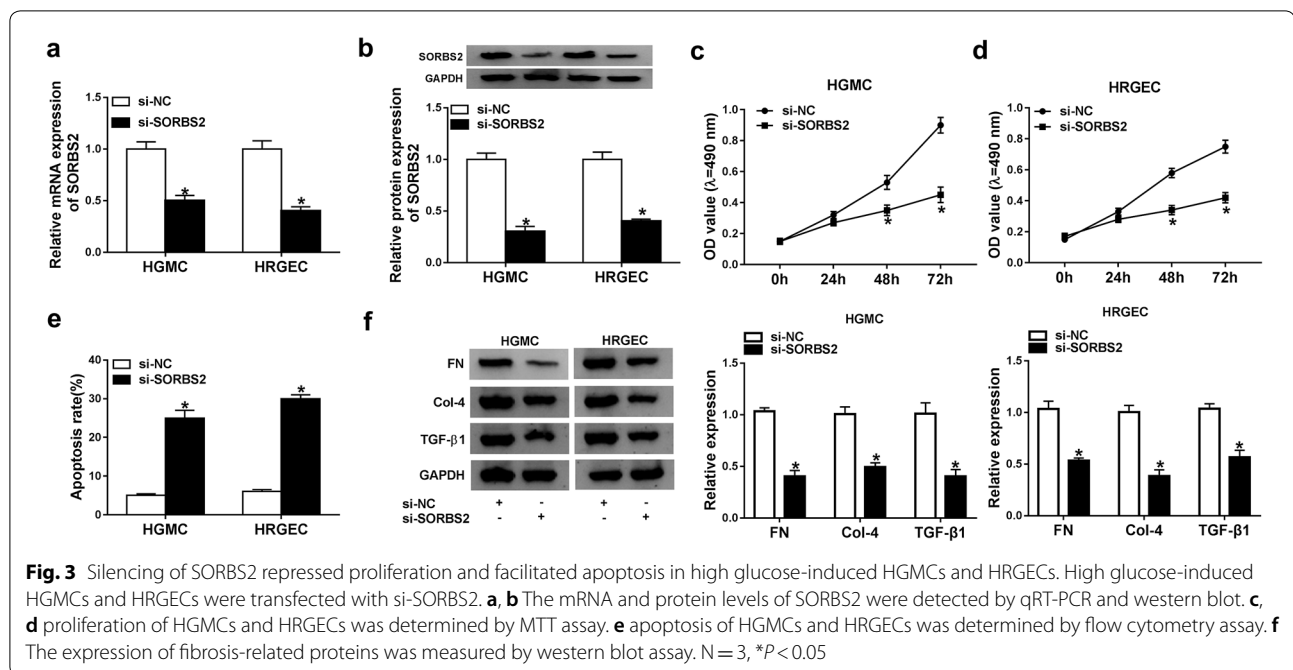 a
si-NC
si-SORBS2
Relative mRNA expression
of SORBS2
1.5
1.0
0.5
0.0
*
*
HGMC
HRGEC
b
SORBS2
GAPDH
si-NC
si-SORBS2
Relative protein expression
of SORBS2
1.5
1.0
0.5
0.0
*
*
HGMC
HRGEC
c
HGMC
si-NC
si-SORBS2
OD value (λ=490 nm)
1.0
0.8
0.6
0.4
0.2
0.0
*
*
0h 24h 48h 72h
d
HRGEC
si-NC
si-SORBS2
OD value (λ=490 nm)
1.0
0.8
0.6
0.4
0.2
0.0
*
*
0h 24h 48h 72h
e
si-NC
si-SORBS2
Apoptosis rate(%)
40
30
20
10
0
*
*
HGMC
HRGEC
f
HGMC HRGEC
FN
Col-4
TGF-β1
GAPDH
si-NC + - + -
si-SORBS2 - + - +
HGMC
si-NC
si-SORBS2
Relative expression
1.5
1.0
0.5
0.0
*
*
*
FN Col-4 TGF-β1
HRGEC
si-NC
si-SORBS2
Relative expression
1.5
1.0
0.5
0.0
*
*
*
FN Col-4 TGF-β1
Fig. 3 Silencing of SORBS2 repressed proliferation and facilitated apoptosis in high glucose-induced HGMCs and HRGECs. High glucose-induced
HGMCs and HRGECs were transfected with si-SORBS2. a, b The mRNA and protein levels of SORBS2 were detected by qRT-PCR and western blot. c,
d proliferation of HGMCs and HRGECs was determined by MTT assay. e apoptosis of HGMCs and HRGECs was determined by flow cytometry assay. f
The expression of fibrosis-related proteins was measured by western blot assay. N = 3, *P < 0.05